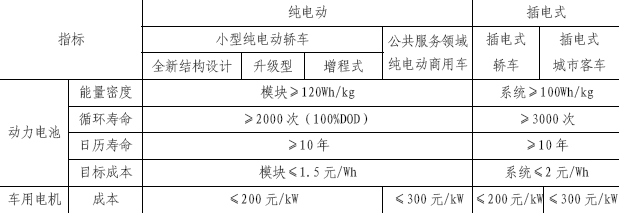 指标 纯电动 插电式
小型纯电动轿车 公共服务领域纯电动商用车 插电式轿车 插电式城市客车
全新结构设计 升级型 增程式
动力电池 能量密度 模块≥120Wh/kg 系统≥100Wh/kg
循环寿命 ≥2000 次(100%DOD) ≥3000 次
日历寿命 ≥10 年 ≥10 年
目标成本 模块≤1.5 元/Wh 系统≤2 元/Wh
车用电机 成本 ≤200 元/kW ≤300 元/kW ≤200 元/kW ≤300 元/kW